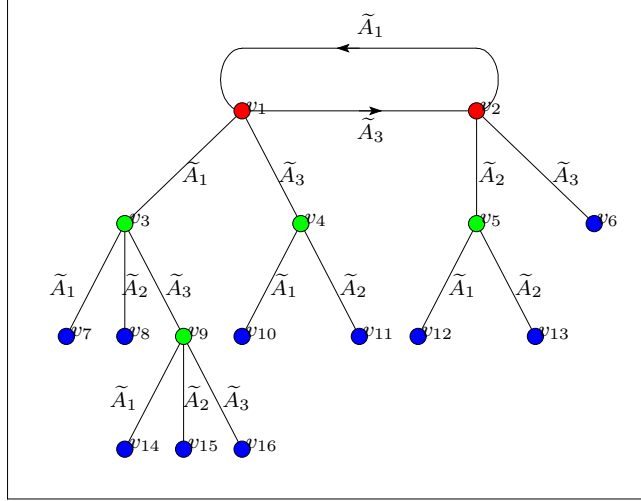 Ã₁
v₁ v₂
Ã₃
Ã₁ Ã₃ Ã₂ Ã₃
v₃ v₄ v₅ v₆
Ã₁ Ã₂ Ã₃ Ã₁ Ã₂ Ã₁ Ã₂
v₇ v₈ v₉ v₁₀ v₁₁ v₁₂ v₁₃
Ã₁ Ã₂ Ã₃
v₁₄ v₁₅ v₁₆